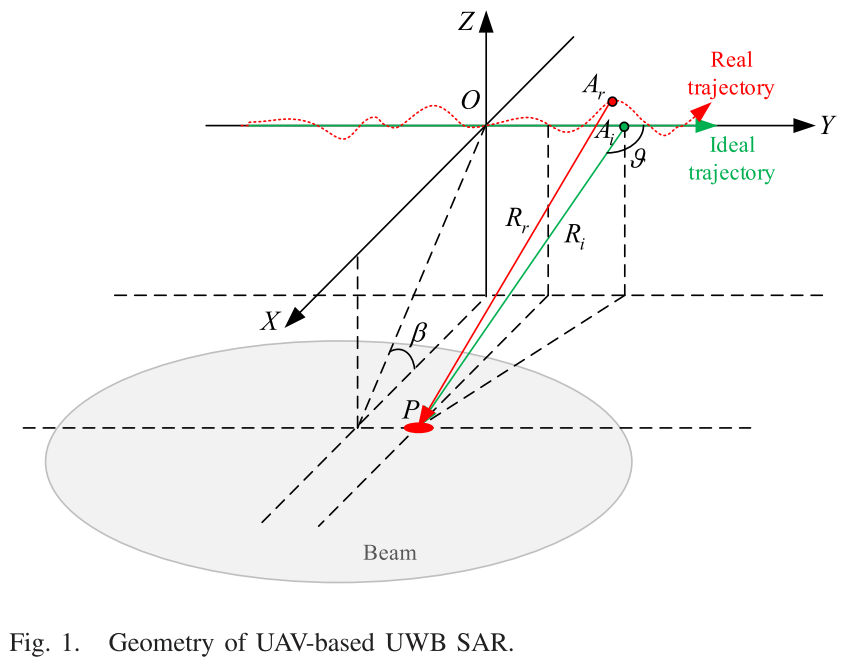 Z
Real
trajectory
A_r
O
Y
A_i
Ideal
trajectory
ϑ
R_r
R_i
X
β
P
Beam
Fig. 1. Geometry of UAV-based UWB SAR.